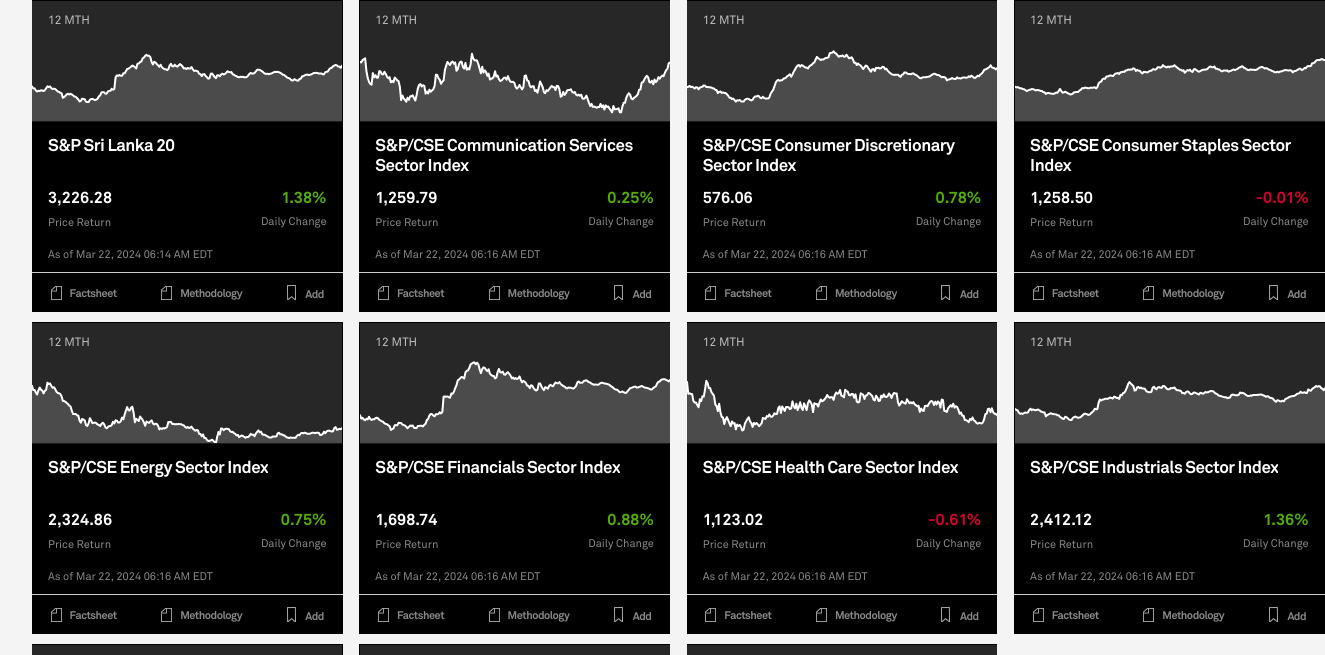 12 MTH
12 MTH
12 MTH
12 MTH
S&P Sri Lanka 20
3,226.28 1.38%
Price Return Daily Change
As of Mar 22, 2024 06:14 AM EDT
Factsheet Methodology Add
S&P/CSE Communication Services
Sector Index
1,259.79 0.25%
Price Return Daily Change
As of Mar 22, 2024 06:16 AM EDT
Factsheet Methodology Add
S&P/CSE Consumer Discretionary
Sector Index
576.06 0.78%
Price Return Daily Change
As of Mar 22, 2024 06:16 AM EDT
Factsheet Methodology Add
S&P/CSE Consumer Staples Sector
Index
1,258.50 -0.01%
Price Return Daily Change
As of Mar 22, 2024 06:16 AM EDT
Factsheet Methodology Add
12 MTH
12 MTH
12 MTH
12 MTH
S&P/CSE Energy Sector Index
2,324.86 0.75%
Price Return Daily Change
As of Mar 22, 2024 06:16 AM EDT
Factsheet Methodology Add
S&P/CSE Financials Sector Index
1,698.74 0.88%
Price Return Daily Change
As of Mar 22, 2024 06:16 AM EDT
Factsheet Methodology Add
S&P/CSE Health Care Sector Index
1,123.02 -0.61%
Price Return Daily Change
As of Mar 22, 2024 06:16 AM EDT
Factsheet Methodology Add
S&P/CSE Industrials Sector Index
2,412.12 1.36%
Price Return Daily Change
As of Mar 22, 2024 06:16 AM EDT
Factsheet Methodology Add